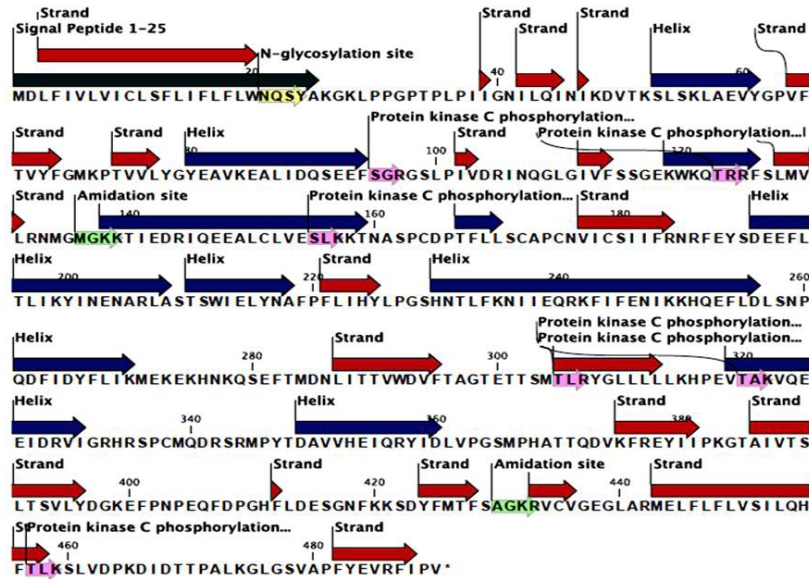 Strand Strand
Signal Peptide 1-25 Strand Strand Helix Strand
N-glycosylation site
20 40 60
MDLFIVLVICLSFLIFLFLWNQSYAKGKLPPGPTPLPIIGNILQINIKDVTKSLSKLAEVYGPVF
Protein kinase C phosphorylation...
Strand Strand Helix Strand Protein kinase C phosphorylation...
80 100 120
TVYFGMKPTVVLYGYEAVKEALIDQSEEFSGRGSLPIVDRINQGLGIVFSSGEKWKQTRRFSLMV
Strand Amidation site Protein kinase C phosphorylation... Strand Helix
140 160 180
LRNMGMGKKTIEDRIQEEALCLVESLKKTNASPCDPTFLLSCAPCNVICSIIFRNRFEYSDEEFL
Helix Helix Strand Helix
200 220 240 260
TLIKYINENARLASTSWIELYNAFPFLIHYLPGSHNTLFKNIIEQRKFIFENIKKHQEFLDLSNP
Protein kinase C phosphorylation...
Helix Strand Protein kinase C phosphorylation...
280 300 320
QDFIDYFLIKMEKEKHNKQSEFTMDNLITTVWDVFTAGTETTSMTLRYGLLLLLKHPEVTAKVQE
Helix Helix Strand Strand
340 360 380
EIDRVIGRHRSPCMQDRSRMPYTDAVVHEIQRYIDLVPGSMPHATTQDVKFREYIIPKGTAIVTS
Strand Strand Strand Amidation site Strand
400 420 440
LTSVLYDGKEFPNPEQFDPGHFLDESGNFKKSDYFMTFSAGKRVCVGEGLARMELFLFLVSILQH
Protein kinase C phosphorylation... Strand
460 480
FTLKSLVDPKDIDTTPALKGLGSVAPFYEVRFIPV*